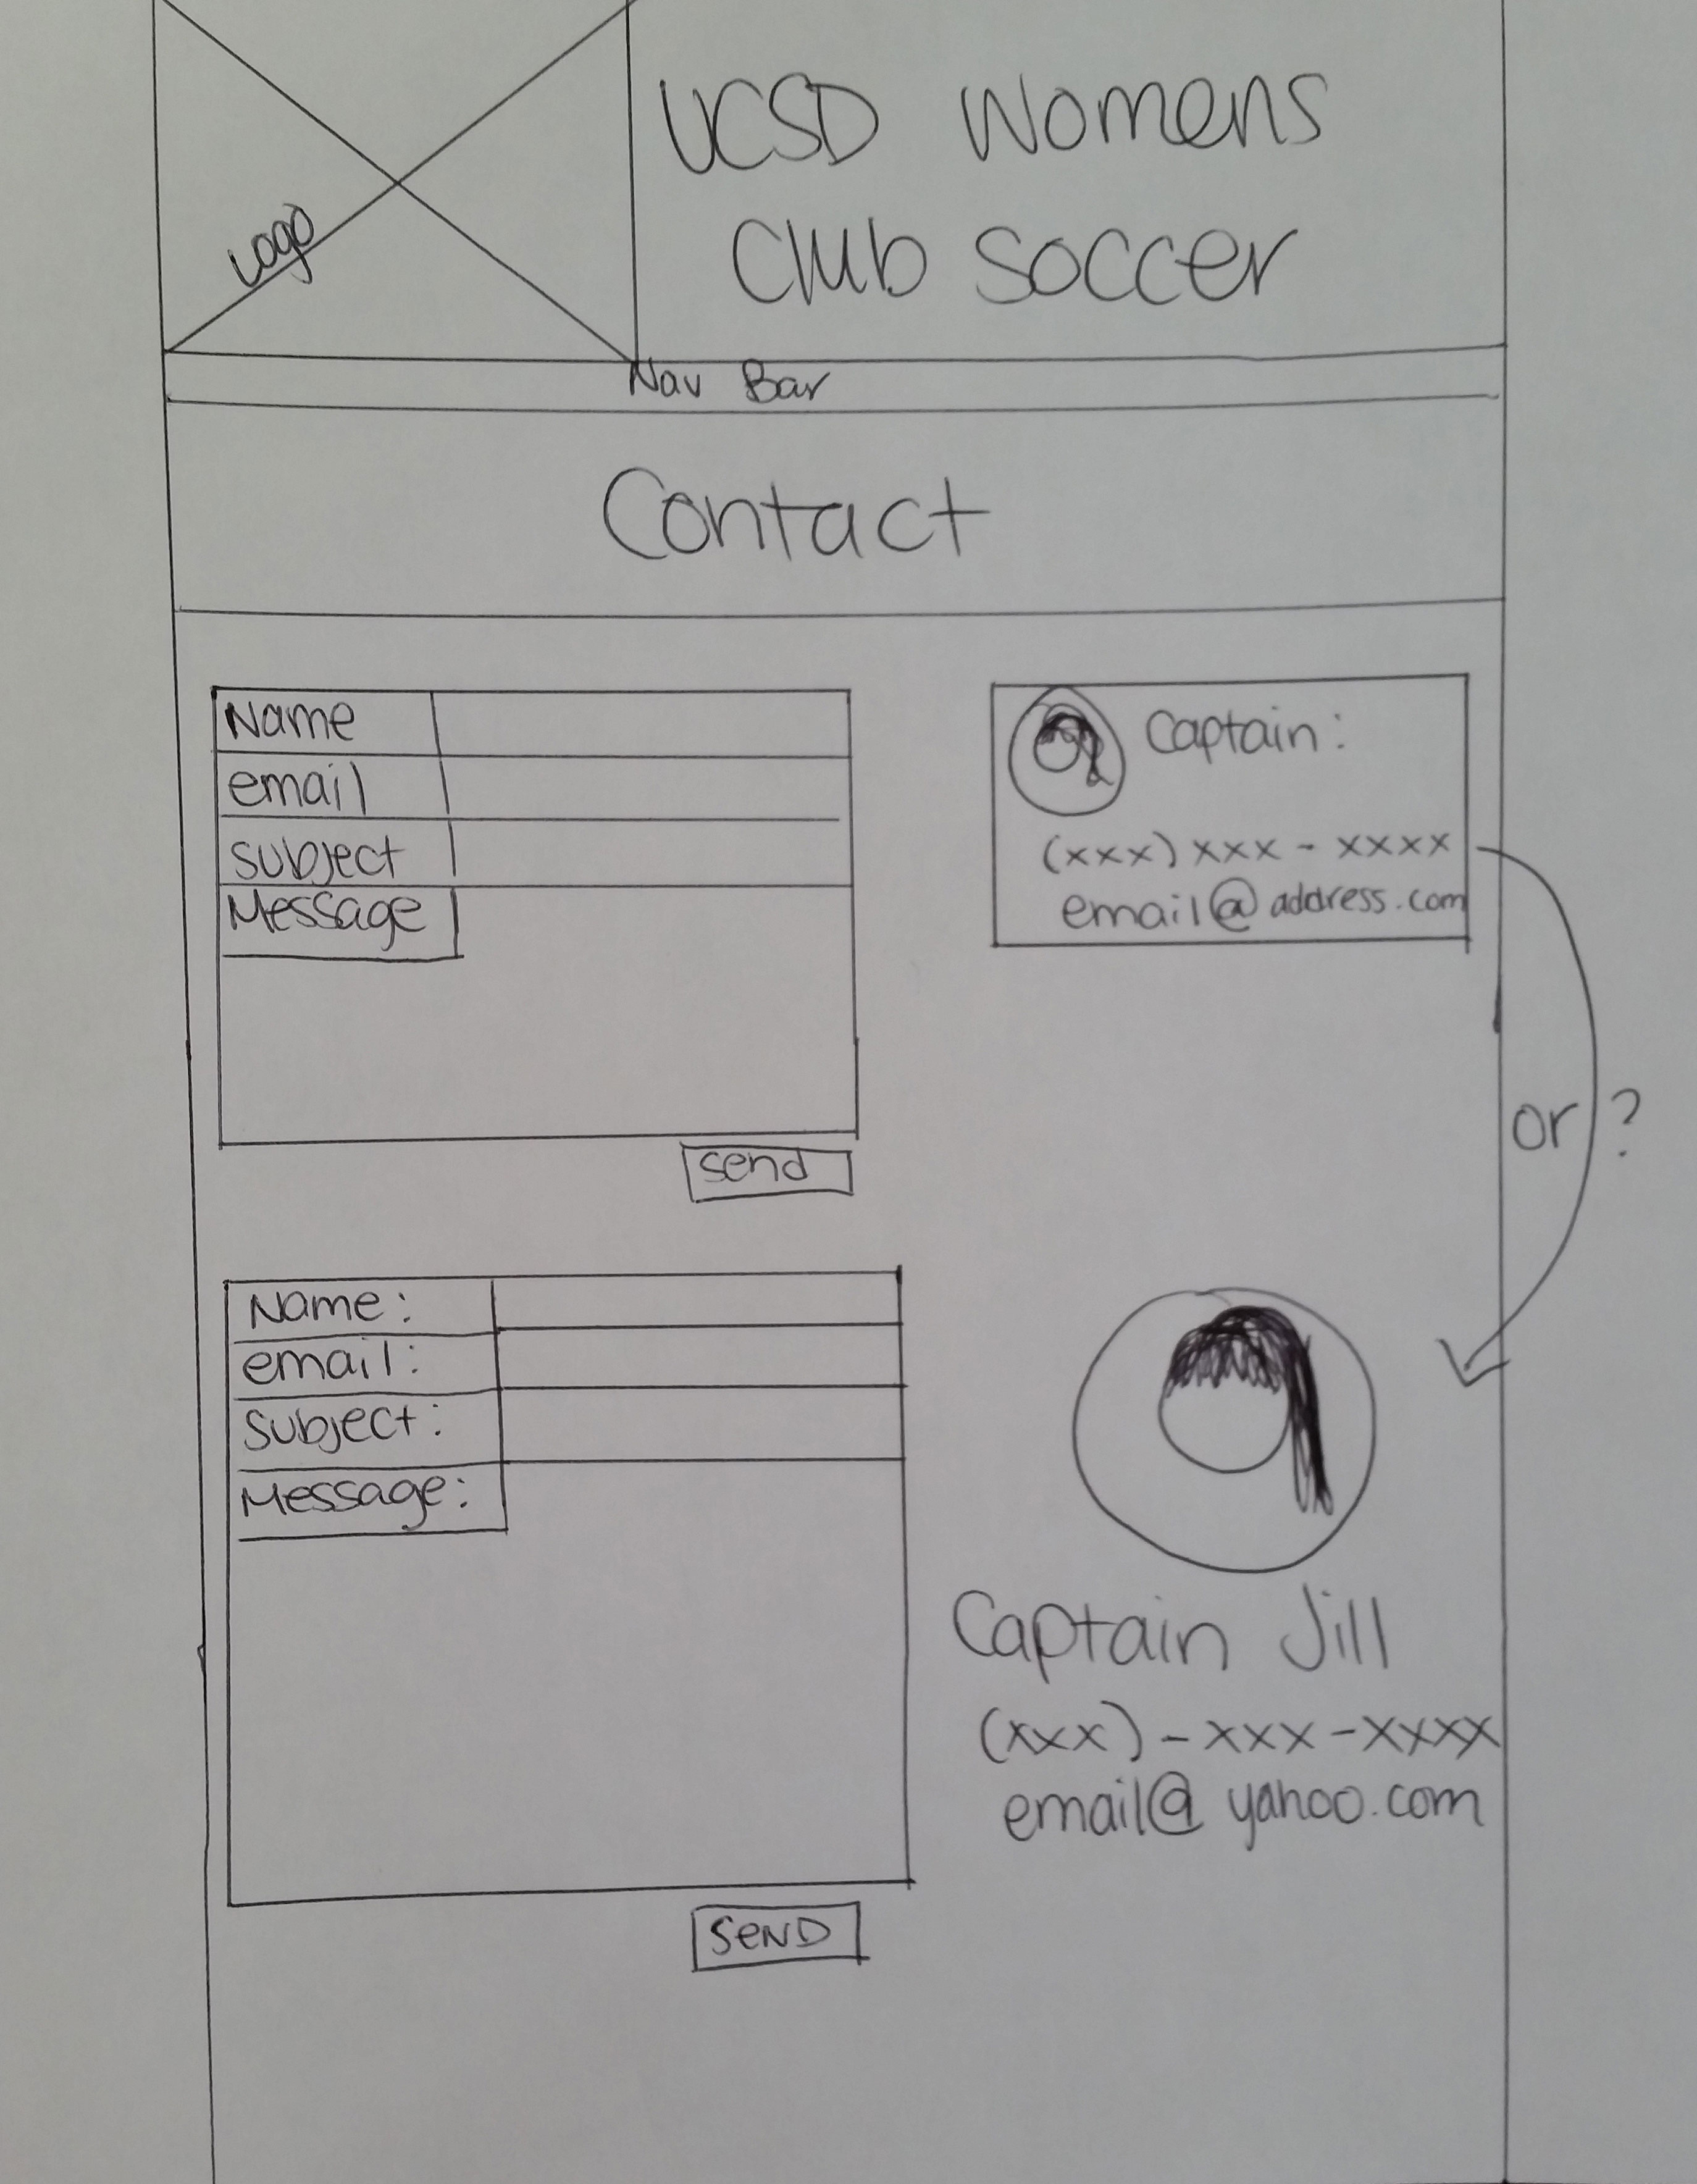 UCSD Womens
Club Soccer
Logo
Nav Bar
Contact
Name
email
subject
Message
send
Captain:
(xxx) xxx - xxxx
email@address.com
or ?
Name:
email:
Subject:
Message:
SeND
Captain Jill
(xxx) - xxx - xxxx
email@yahoo.com